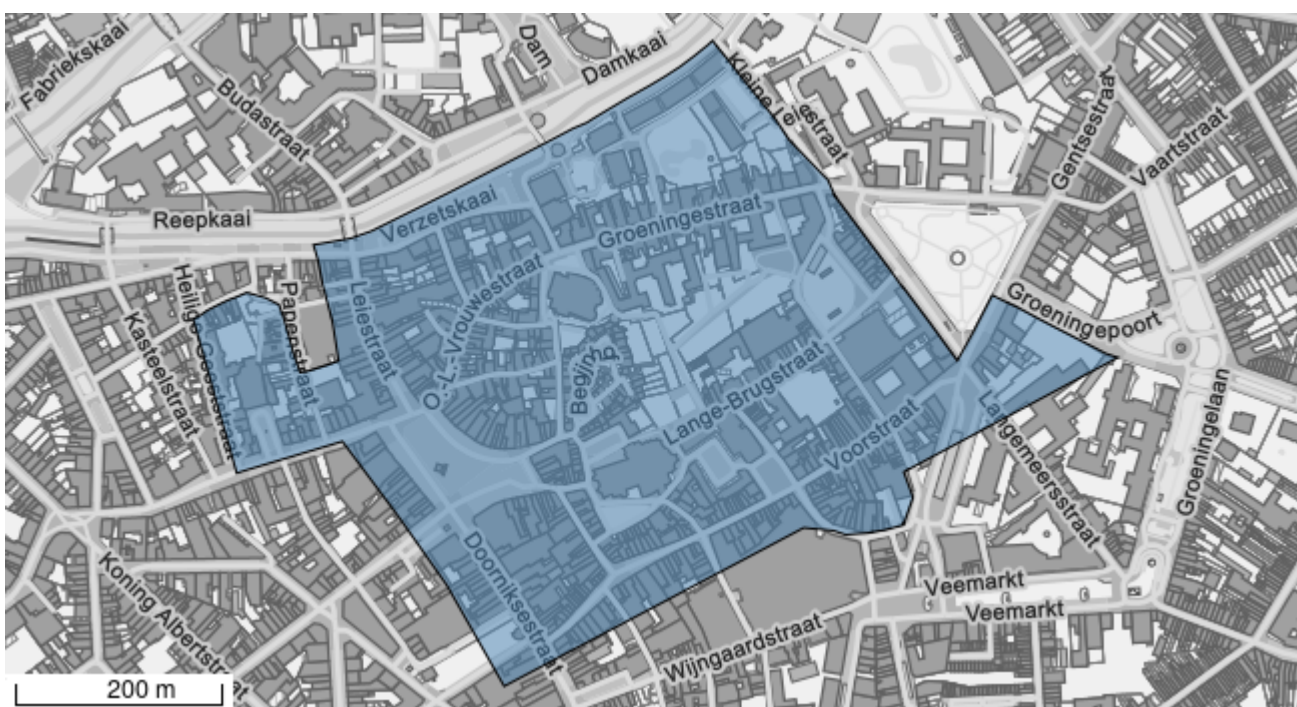 Fabriekskaai
Budastraat
Dam
Damkaai
Kleine Leiestraat
Gentsestraat
Vaartstraat
Reepkaai
Verzetskaai
Groeningestraat
Heilige-Geeststraat
Papenstraat
Kasteelstraat
Leiestraat
O.-L.-Vrouwestraat
Begijn
Lange-Brugstraat
Voorstraat
Groeningepoort
Langemeersstraat
Groeningelaan
Doorniksestraat
Koning Albertstraat
Wijngaardstraat
Veemarkt
Veemarkt
200 m